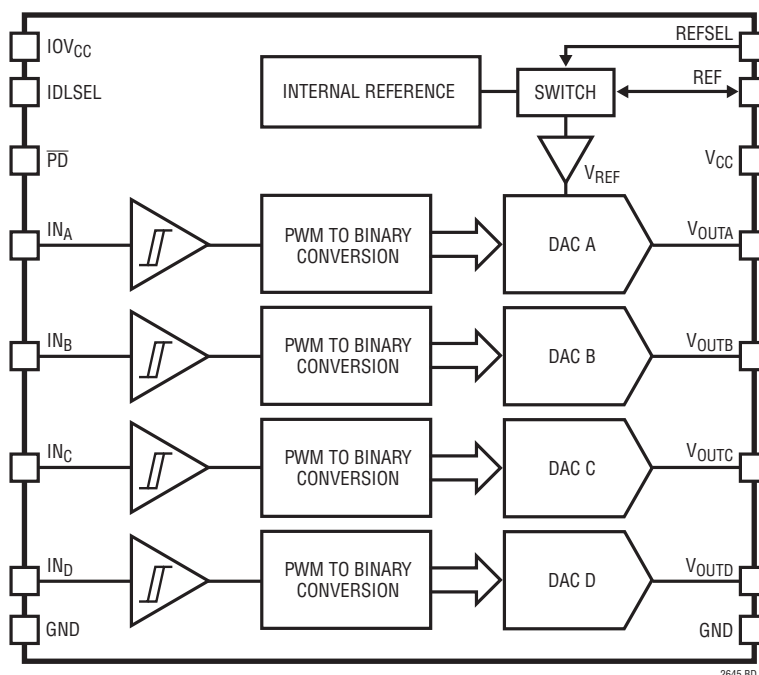 IOVCC
REFSEL
IDLSEL
INTERNAL REFERENCE
SWITCH
REF
PD
VREF
VCC
INA
PWM TO BINARY
CONVERSION
DAC A
VOUTA
INB
PWM TO BINARY
CONVERSION
DAC B
VOUTB
INC
PWM TO BINARY
CONVERSION
DAC C
VOUTC
IND
PWM TO BINARY
CONVERSION
DAC D
VOUTD
GND
GND
2645 BD